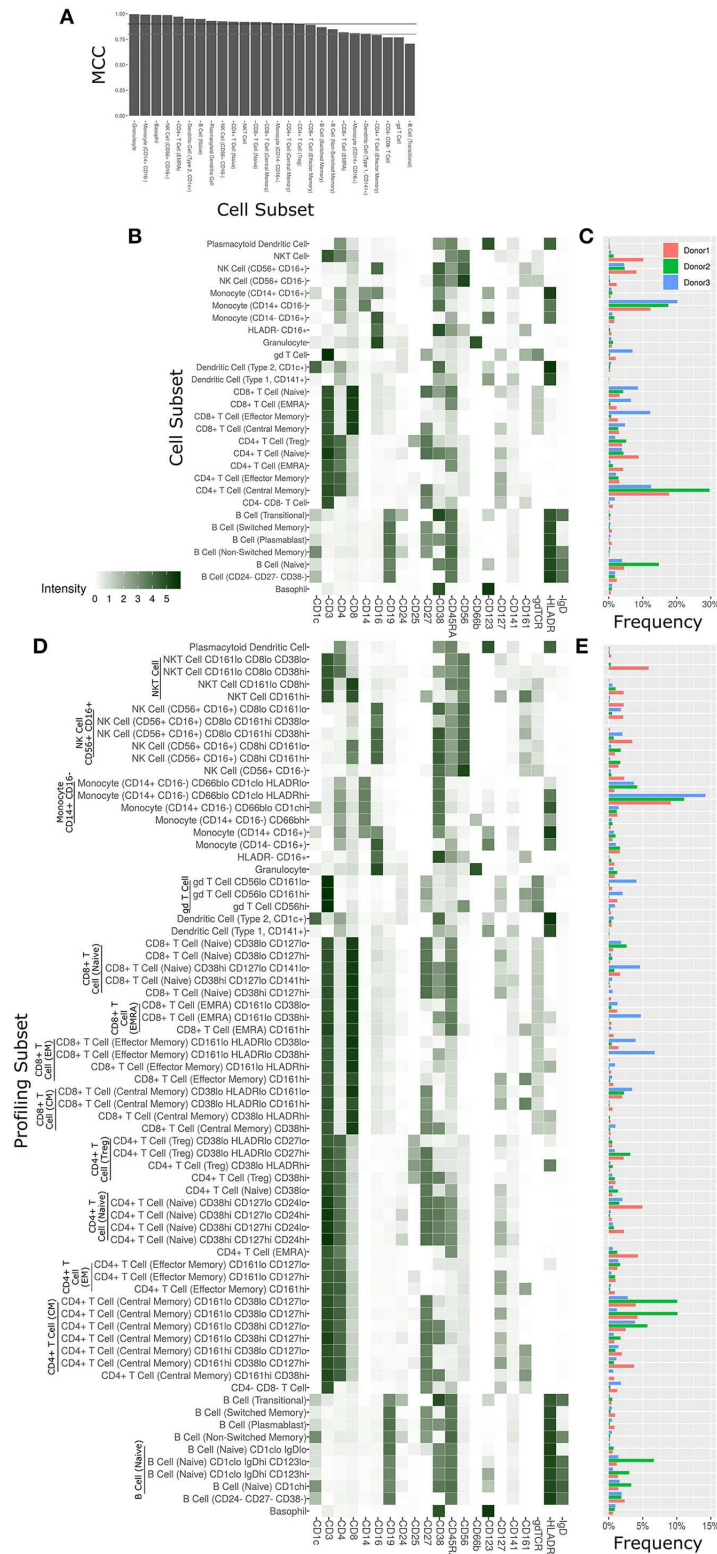 A
MCC
1.00
0.75
0.50
0.25
0.00
Granulocyte
Monocyte (CD14+ CD16-)
Basophil
NK Cell (CD56+ CD16+)
CD4+ T Cell (EMRA)
Dendritic Cell (Type 2, CD1c+)
B Cell (Naive)
Plasmacytoid Dendritic Cell
NK Cell (CD56+ CD16-)
CD4+ T Cell (Naive)
NKT Cell
CD8+ T Cell (Naive)
CD8+ T Cell (Central Memory)
Monocyte (CD14+ CD16+)
CD4+ T Cell (Central Memory)
CD4+ T Cell (Treg)
CD8+ T Cell (Effector Memory)
B Cell (Switched Memory)
B Cell (Non-Switched Memory)
CD8+ T Cell (EMRA)
Monocyte (CD14- CD16+)
Dendritic Cell (Type 1, CD141+)
CD4+ T Cell (Effector Memory)
CD4- CD8- T Cell
gd T Cell
B Cell (Transitional)
Cell Subset
B
Cell Subset
Plasmacytoid Dendritic Cell
NKT Cell
NK Cell (CD56+ CD16+)
NK Cell (CD56+ CD16-)
Monocyte (CD14+ CD16+)
Monocyte (CD14+ CD16-)
Monocyte (CD14- CD16+)
HLADR- CD16+
Granulocyte
gd T Cell
Dendritic Cell (Type 2, CD1c+)
Dendritic Cell (Type 1, CD141+)
CD8+ T Cell (Naive)
CD8+ T Cell (EMRA)
CD8+ T Cell (Effector Memory)
CD8+ T Cell (Central Memory)
CD4+ T Cell (Treg)
CD4+ T Cell (Naive)
CD4+ T Cell (EMRA)
CD4+ T Cell (Effector Memory)
CD4+ T Cell (Central Memory)
CD4- CD8- T Cell
B Cell (Transitional)
B Cell (Switched Memory)
B Cell (Plasmablast)
B Cell (Non-Switched Memory)
B Cell (Naive)
B Cell (CD24- CD27- CD38-)
Basophil
Intensity
0 2 4 6 8
CD1c
CD3
CD4
CD8
CD14
CD16
CD19
CD24
CD25
CD27
CD38
CD45RA
CD56
CD66b
CD123
CD127
CD141
CD161
gdTCR
HLADR
IgD
C
Donor1
Donor2
Donor3
0% 10% 20% 30%
Frequency
D
Profiling Subset
NKT Cell
NK Cell
CD56+ CD16+
Monocyte
CD14+ CD16-
gd T Cell
CD8+ T
Cell (Naive)
CD8+ T
Cell
(EMRA)
CD8+ T
Cell (EM)
CD8+ T
Cell (CM)
CD4+ T
Cell (Treg)
CD4+ T
Cell (Naive)
CD4+ T
Cell
(EM)
CD4+ T Cell (CM)
B Cell (Naive)
Plasmacytoid Dendritic Cell
NKT Cell CD161lo CD8lo CD38lo
NKT Cell CD161lo CD8lo CD38hi
NKT Cell CD161lo CD8hi
NKT Cell CD161hi
NK Cell (CD56+ CD16+) CD8lo CD161lo
NK Cell (CD56+ CD16+) CD8lo CD161hi CD38lo
NK Cell (CD56+ CD16+) CD8lo CD161hi CD38hi
NK Cell (CD56+ CD16+) CD8hi CD161lo
NK Cell (CD56+ CD16+) CD8hi CD161hi
NK Cell (CD56+ CD16-)
Monocyte (CD14+ CD16-) CD66blo CD1clo HLADRlo
Monocyte (CD14+ CD16-) CD66blo CD1clo HLADRhi
Monocyte (CD14+ CD16-) CD66blo CD1chi
Monocyte (CD14+ CD16-) CD66bhi
Monocyte (CD14+ CD16+)
Monocyte (CD14- CD16+)
HLADR- CD16+
Granulocyte
gd T Cell CD56lo CD161lo
gd T Cell CD56lo CD161hi
gd T Cell CD56hi
Dendritic Cell (Type 2, CD1c+)
Dendritic Cell (Type 1, CD141+)
CD8+ T Cell (Naive) CD38lo CD127lo
CD8+ T Cell (Naive) CD38lo CD127hi
CD8+ T Cell (Naive) CD38hi CD127lo CD141lo
CD8+ T Cell (Naive) CD38hi CD127lo CD141hi
CD8+ T Cell (Naive) CD38hi CD127hi
CD8+ T Cell (EMRA) CD161lo CD38lo
CD8+ T Cell (EMRA) CD161lo CD38hi
CD8+ T Cell (EMRA) CD161hi
CD8+ T Cell (Effector Memory) CD161lo HLADRlo CD38lo
CD8+ T Cell (Effector Memory) CD161lo HLADRlo CD38hi
CD8+ T Cell (Effector Memory) CD161lo HLADRhi
CD8+ T Cell (Effector Memory) CD161hi
CD8+ T Cell (Central Memory) CD38lo HLADRlo CD161lo
CD8+ T Cell (Central Memory) CD38lo HLADRlo CD161hi
CD8+ T Cell (Central Memory) CD38lo HLADRhi
CD8+ T Cell (Central Memory) CD38hi
CD4+ T Cell (Treg) CD38lo HLADRlo CD27lo
CD4+ T Cell (Treg) CD38lo HLADRlo CD27hi
CD4+ T Cell (Treg) CD38lo HLADRhi
CD4+ T Cell (Treg) CD38hi
CD4+ T Cell (Naive) CD38lo
CD4+ T Cell (Naive) CD38hi CD127lo CD24lo
CD4+ T Cell (Naive) CD38hi CD127lo CD24hi
CD4+ T Cell (Naive) CD38hi CD127hi CD24lo
CD4+ T Cell (Naive) CD38hi CD127hi CD24hi
CD4+ T Cell (EMRA)
CD4+ T Cell (Effector Memory) CD161lo CD127lo
CD4+ T Cell (Effector Memory) CD161lo CD127hi
CD4+ T Cell (Effector Memory) CD161hi
CD4+ T Cell (Central Memory) CD161lo CD38lo CD127lo
CD4+ T Cell (Central Memory) CD161lo CD38lo CD127hi
CD4+ T Cell (Central Memory) CD161lo CD38hi CD127lo
CD4+ T Cell (Central Memory) CD161lo CD38hi CD127hi
CD4+ T Cell (Central Memory) CD161hi CD38lo CD127lo
CD4+ T Cell (Central Memory) CD161hi CD38lo CD127hi
CD4+ T Cell (Central Memory) CD161hi CD38hi
CD4- CD8- T Cell
B Cell (Transitional)
B Cell (Switched Memory)
B Cell (Plasmablast)
B Cell (Non-Switched Memory)
B Cell (Naive) CD1clo IgDlo
B Cell (Naive) CD1clo IgDhi CD123lo
B Cell (Naive) CD1clo IgDhi CD123hi
B Cell (Naive) CD1chi
B Cell (CD24- CD27- CD38-)
Basophil
CD1c
CD3
CD4
CD8
CD14
CD16
CD19
CD24
CD25
CD27
CD38
CD45R
CD56
CD66b
CD123
CD127
CD141
CD161
gdTCR
HLADR
IgD
E
0% 5% 10% 15%
Frequency